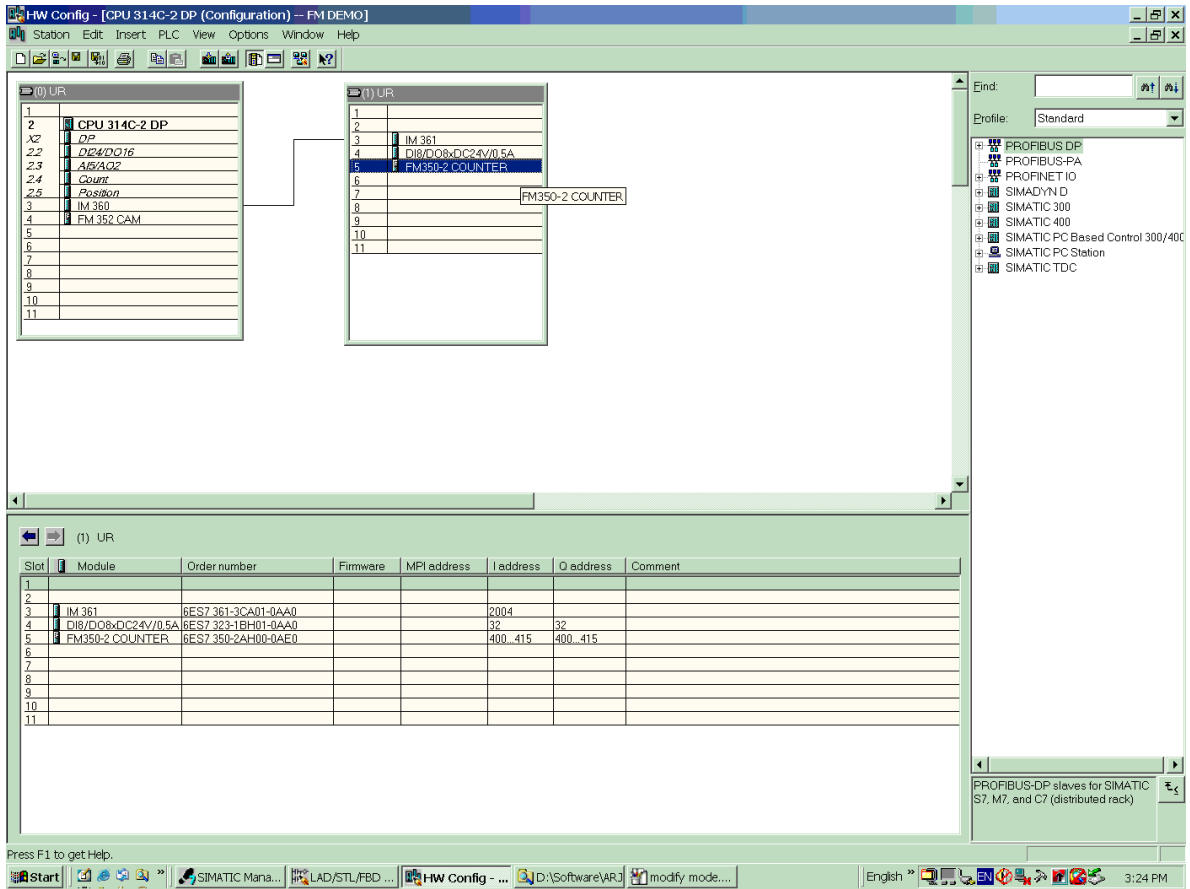 HW Config - [CPU 314C-2 DP (Configuration) -- FM DEMO]
Station Edit Insert PLC View Options Window Help
(0) UR
1
2 CPU 314C-2 DP
X2 DP
2.2 DI24/DO16
2.3 AI5/AO2
2.4 Count
2.5 Position
3 IM 360
4 FM 352 CAM
5
6
7
8
9
10
11
(1) UR
1
2
3 IM 361
4 DI8/DO8xDC24V/0,5A
5 FM350-2 COUNTER
6
7
8
9
10
11
FM350-2 COUNTER
Find:
Profile: Standard
PROFIBUS DP
PROFIBUS-PA
PROFINET IO
SIMADYN D
SIMATIC 300
SIMATIC 400
SIMATIC PC Based Control 300/400
SIMATIC PC Station
SIMATIC TDC
(1) UR
Slot Module Order number Firmware MPI address I address Q address Comment
1
2
3 IM 361 6ES7 361-3CA01-0AA0 2004
4 DI8/DO8xDC24V/0,5A 6ES7 323-1BH01-0AA0 32 32
5 FM350-2 COUNTER 6ES7 350-2AH00-0AE0 400...415 400...415
6
7
8
9
10
11
PROFIBUS-DP slaves for SIMATIC
S7, M7, and C7 (distributed rack)
Press F1 to get Help.
Start » SIMATIC Mana... LAD/STL/FBD ... HW Config - ... D:\Software\ARJ modify mode.... English » EN 3:24 PM